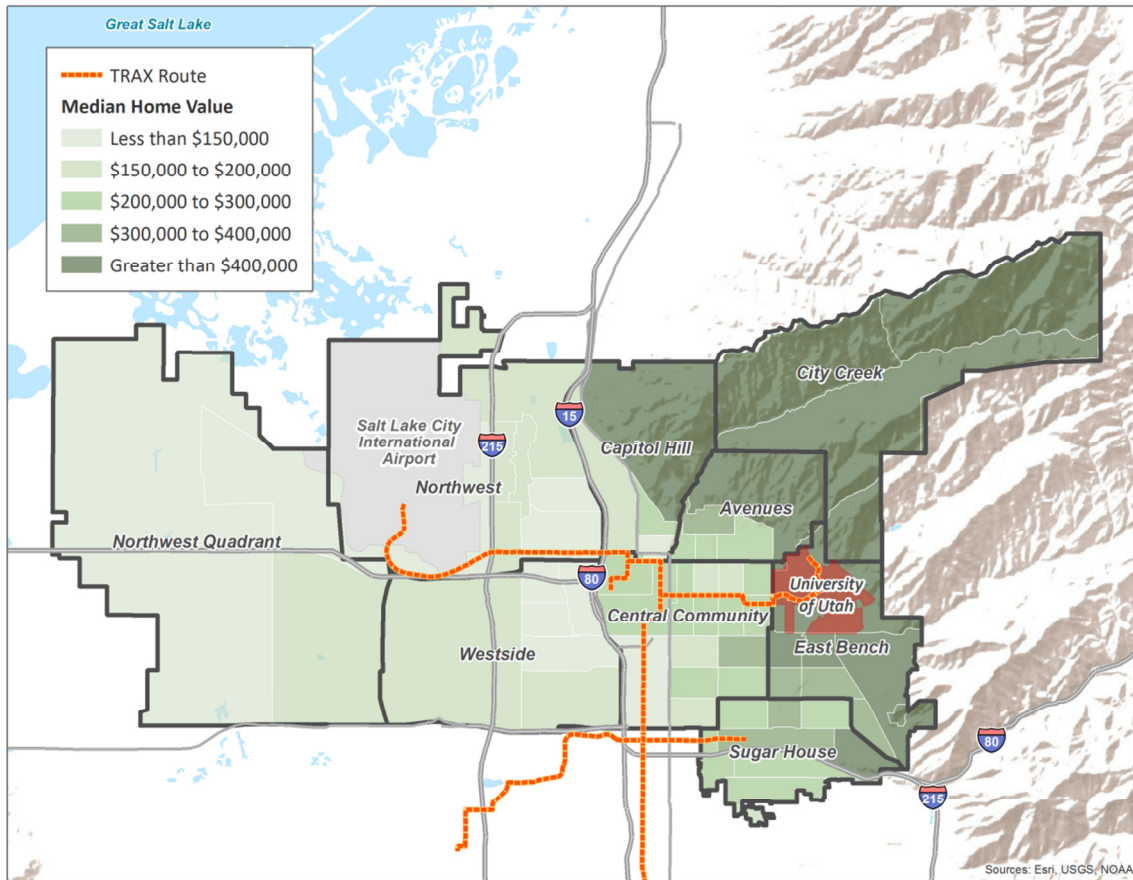 Great Salt Lake
TRAX Route
Median Home Value
Less than $150,000
$150,000 to $200,000
$200,000 to $300,000
$300,000 to $400,000
Greater than $400,000
City Creek
15
Salt Lake City
International
Airport
215
Capitol Hill
Northwest
Avenues
Northwest Quadrant
80
University
of Utah
Central Community
East Bench
Westside
Sugar House
80
215
Sources: Esri, USGS, NOAA